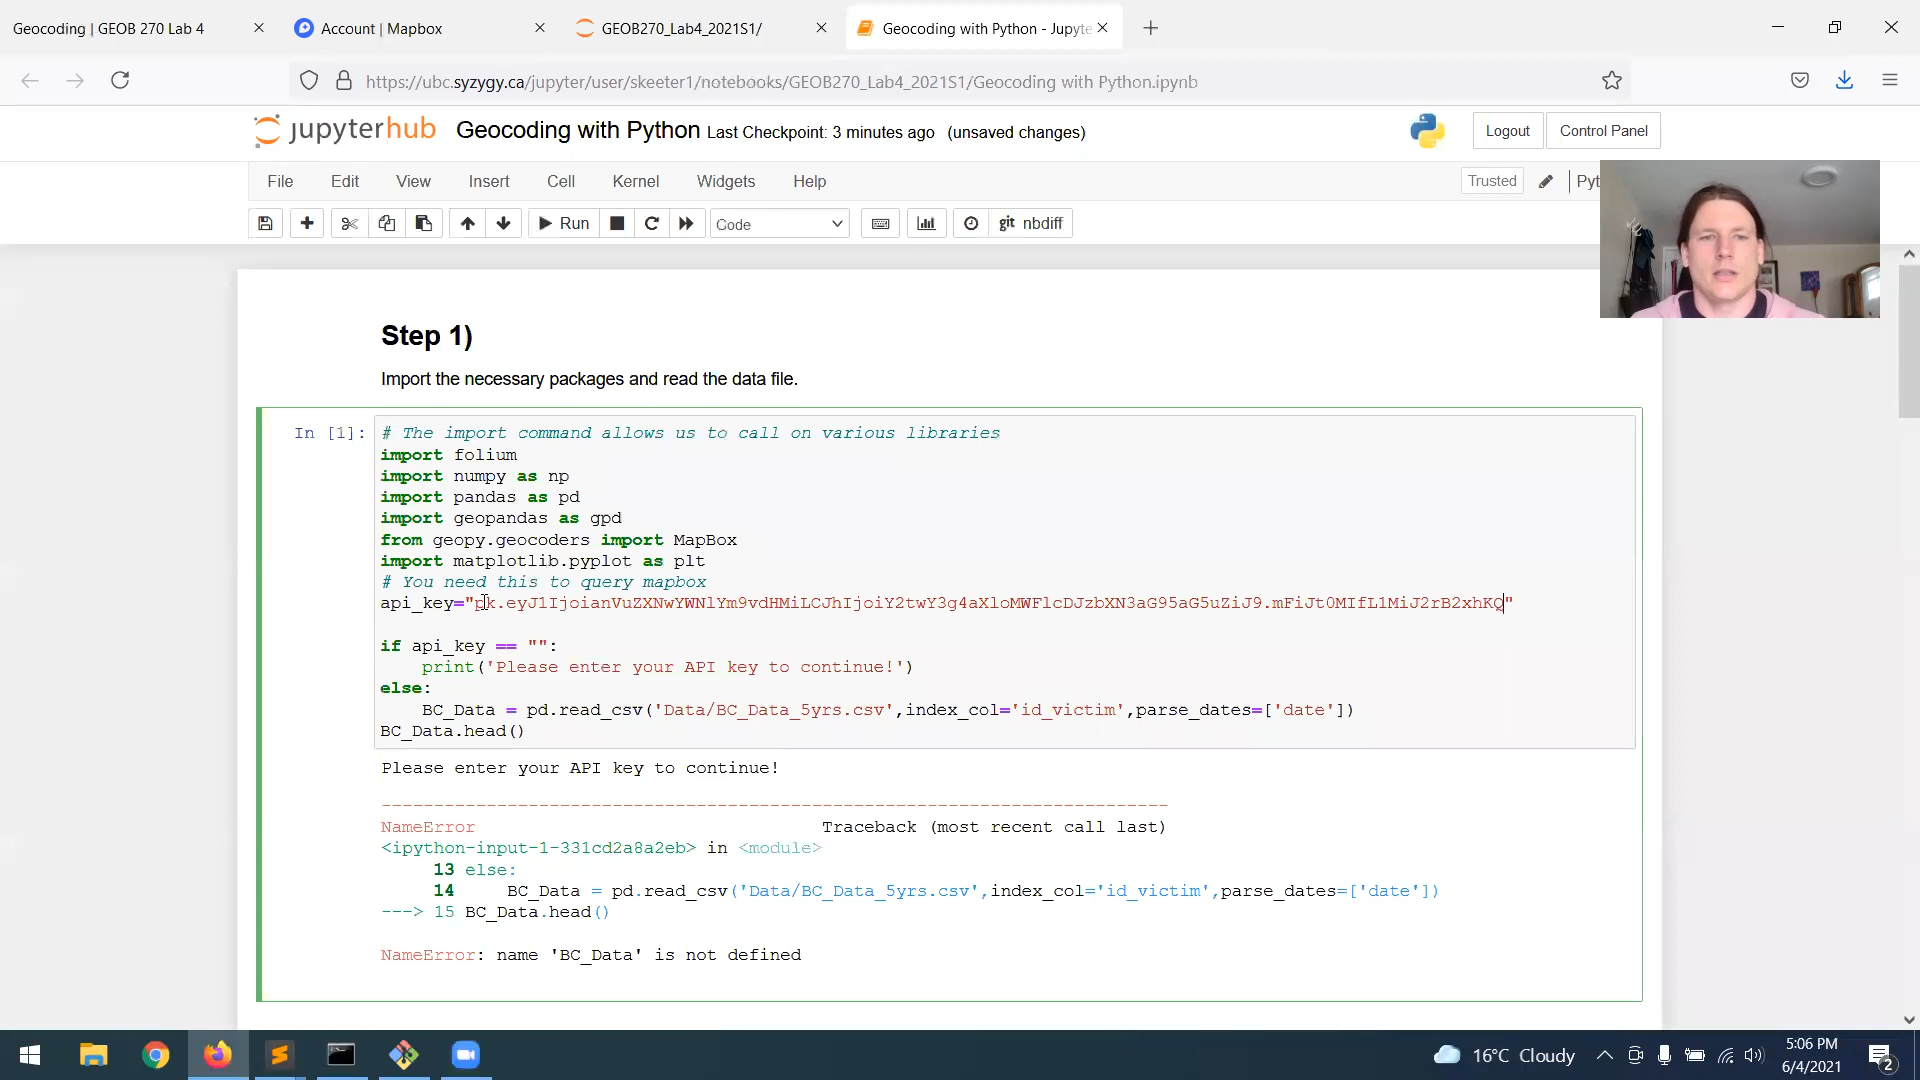 Geocoding | GEOB 270 Lab 4
Account | Mapbox
GEOB270_Lab4_2021S1/
Geocoding with Python - Jupyte
https://ubc.syzygy.ca/jupyter/user/skeeter1/notebooks/GEOB270_Lab4_2021S1/Geocoding with Python.ipynb
jupyterhub Geocoding with Python Last Checkpoint: 3 minutes ago (unsaved changes)
Logout Control Panel
File Edit View Insert Cell Kernel Widgets Help
Trusted Pyt
Run Code git nbdiff
Step 1)
Import the necessary packages and read the data file.
In [1]:
# The import command allows us to call on various libraries
import folium
import numpy as np
import pandas as pd
import geopandas as gpd
from geopy.geocoders import MapBox
import matplotlib.pyplot as plt
# You need this to query mapbox
api_key="pk.eyJ1IjoianVuZXNwYWNlYm9vdHMiLCJhIjoiY2twY3g4aXloMWFlcDJzbXN3aG95aG5uZiJ9.mFiJt0MIfL1MiJ2rB2xhKQ"
if api_key == "":
    print('Please enter your API key to continue!')
else:
    BC_Data = pd.read_csv('Data/BC_Data_5yrs.csv',index_col='id_victim',parse_dates=['date'])
BC_Data.head()
Please enter your API key to continue!
---------------------------------------------------------------------------
NameError                                 Traceback (most recent call last)
<ipython-input-1-331cd2a8a2eb> in <module>
     13 else:
     14     BC_Data = pd.read_csv('Data/BC_Data_5yrs.csv',index_col='id_victim',parse_dates=['date'])
---> 15 BC_Data.head()
NameError: name 'BC_Data' is not defined
16°C Cloudy
5:06 PM
6/4/2021
2